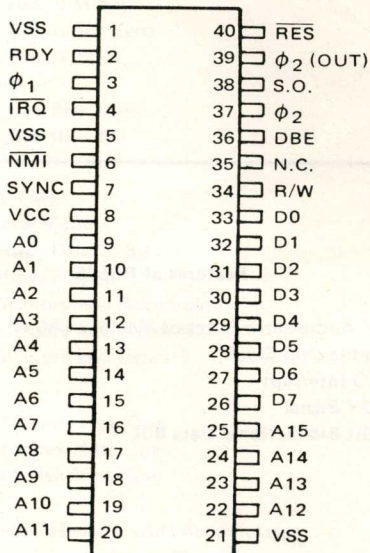 VSS 1 40 R̅E̅S̅
RDY 2 39 ϕ2 (OUT)
ϕ1 3 38 S.O.
I̅R̅Q̅ 4 37 ϕ2
VSS 5 36 DBE
N̅M̅I̅ 6 35 N.C.
SYNC 7 34 R/W
VCC 8 33 D0
A0 9 32 D1
A1 10 31 D2
A2 11 30 D3
A3 12 29 D4
A4 13 28 D5
A5 14 27 D6
A6 15 26 D7
A7 16 25 A15
A8 17 24 A14
A9 18 23 A13
A10 19 22 A12
A11 20 21 VSS